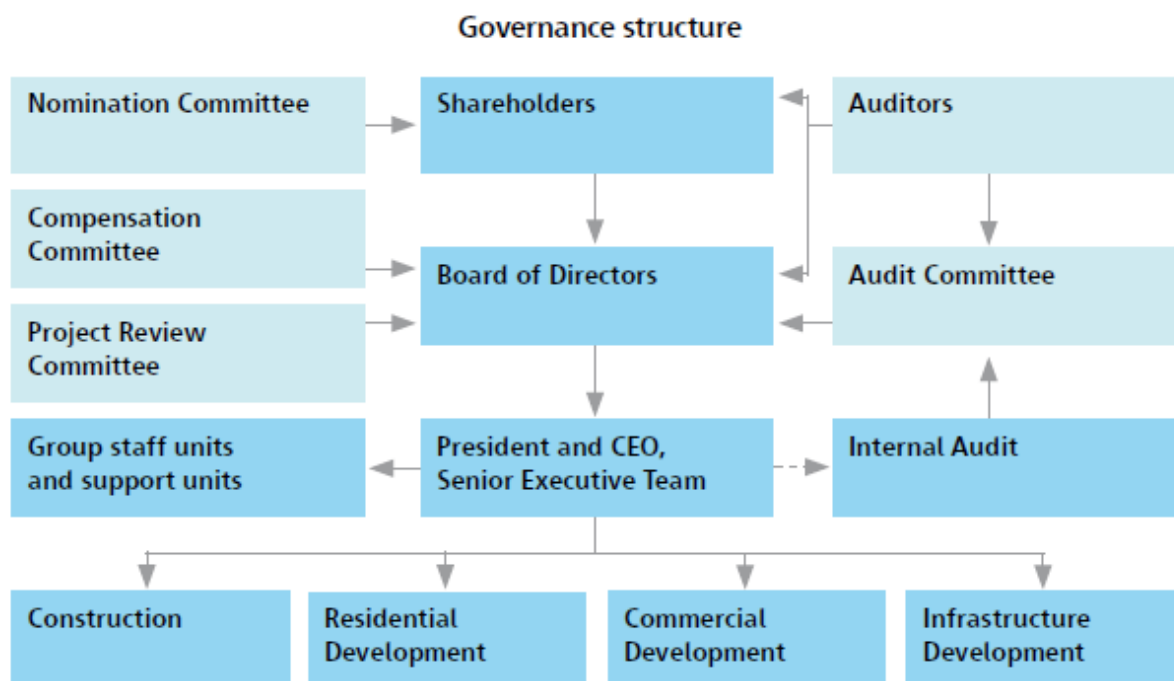 Governance structure
Nomination Committee
Shareholders
Auditors
Compensation
Committee
Board of Directors
Audit Committee
Project Review
Committee
Group staff units
and support units
President and CEO,
Senior Executive Team
Internal Audit
Construction
Residential
Development
Commercial
Development
Infrastructure
Development